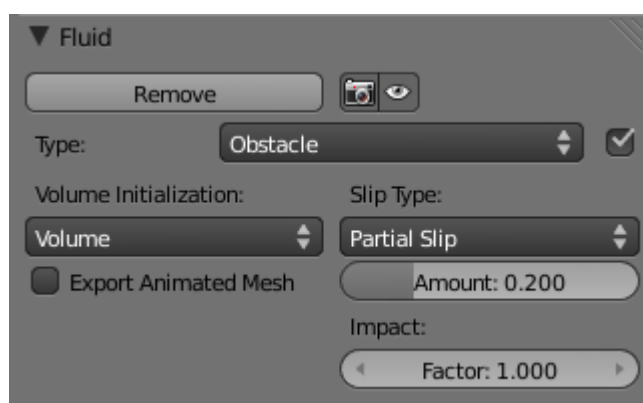 Fluid
Remove
Type: Obstacle
Volume Initialization: Slip Type:
Volume Partial Slip
Export Animated Mesh Amount: 0.200
Impact:
Factor: 1.000